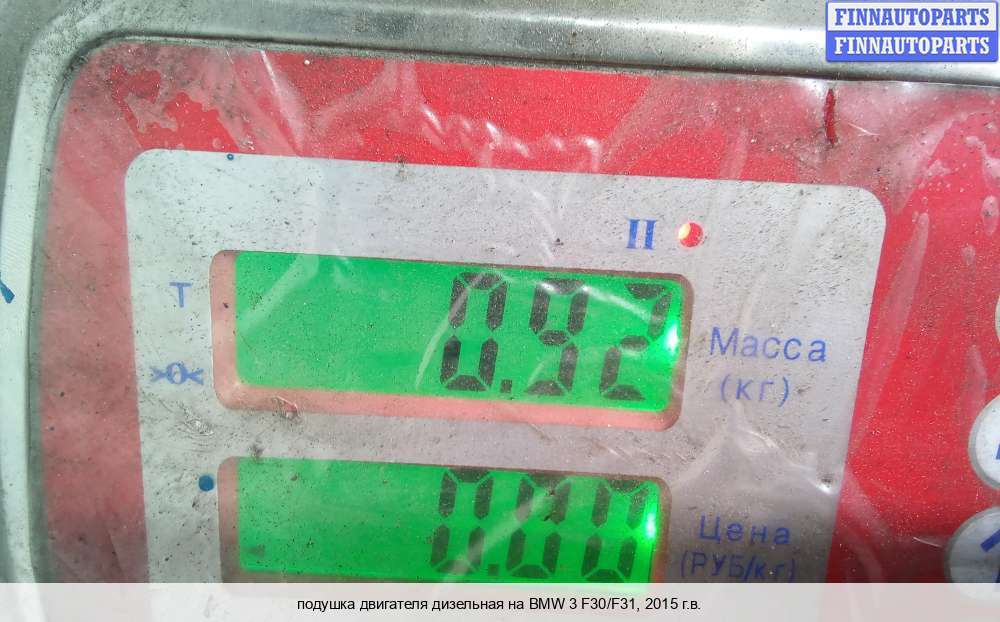 FINNAUTOPARTS
FINNAUTOPARTS
II
T
0.92
Масса
(кг)
>0<
0.00
Цена
(РУБ/кг)
подушка двигателя дизельная на BMW 3 F30/F31, 2015 г.в.